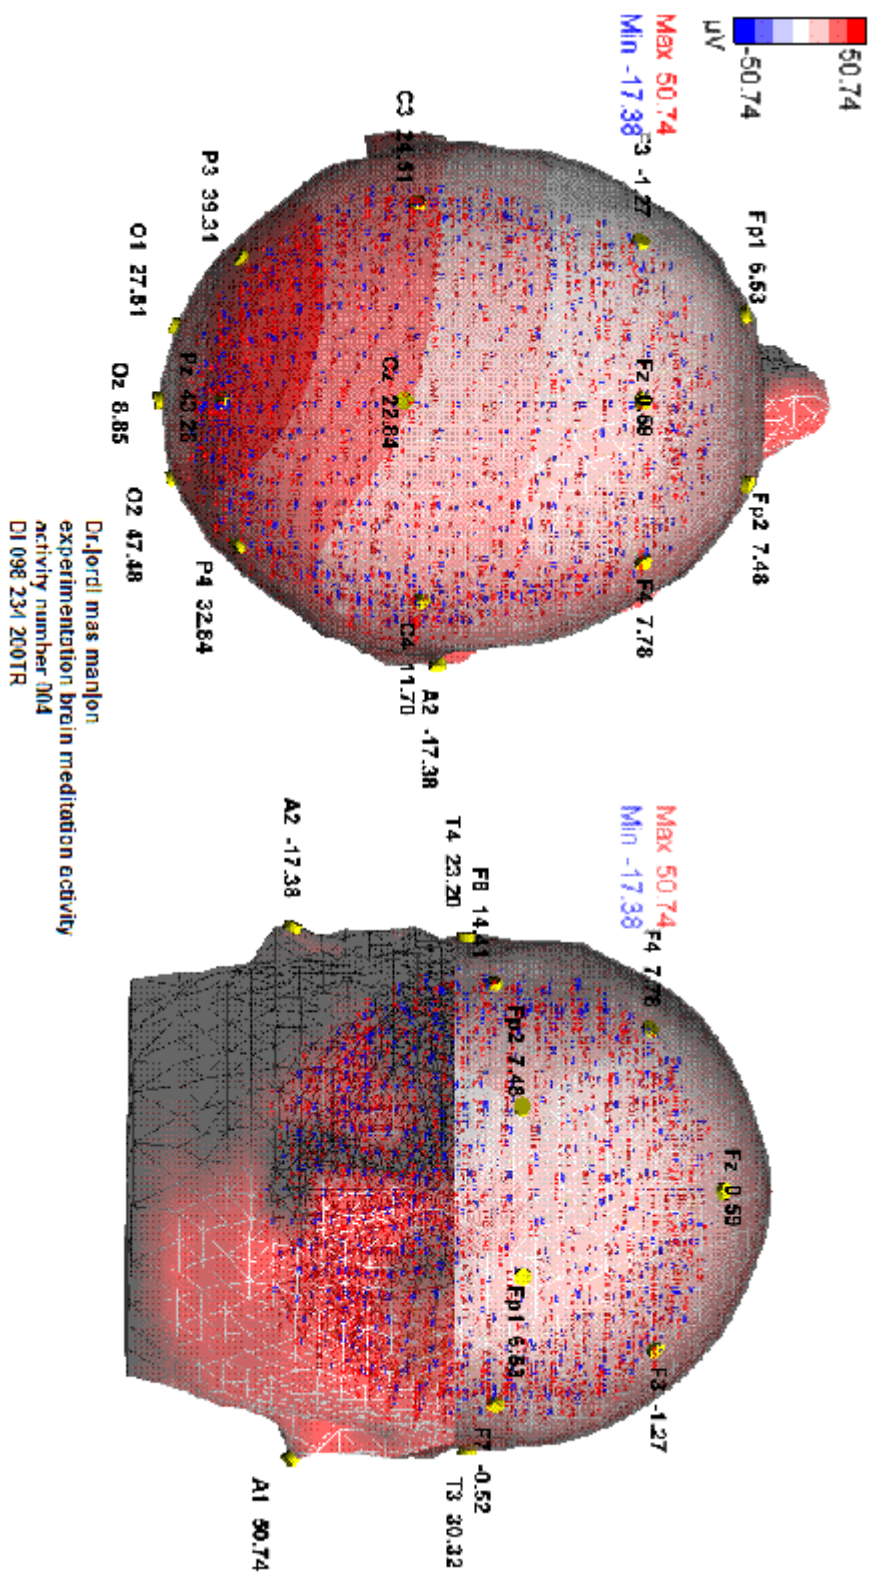 50.74
-50.74
µV
Max 50.74
Min -17.38
Fp1 6.53
Fp2 7.48
F3 -1.27
Fz 0.59
F4 7.78
C3 24.51
Cz 22.84
C4 11.70
A2 -17.38
P3 39.31
Pz 43.26
P4 32.84
O1 27.81
Oz 8.85
O2 47.48
Dr.jordi mas manjon
experimentation brain meditation activity
activity number 004
DI 098 234 200TR
Max 50.74
Min -17.38
F4 7.78
Fz 0.59
F3 -1.27
Fp2 7.48
Fp1 6.53
F8 14.41
F7 -0.52
T4 23.20
T3 30.32
A2 -17.38
A1 50.74